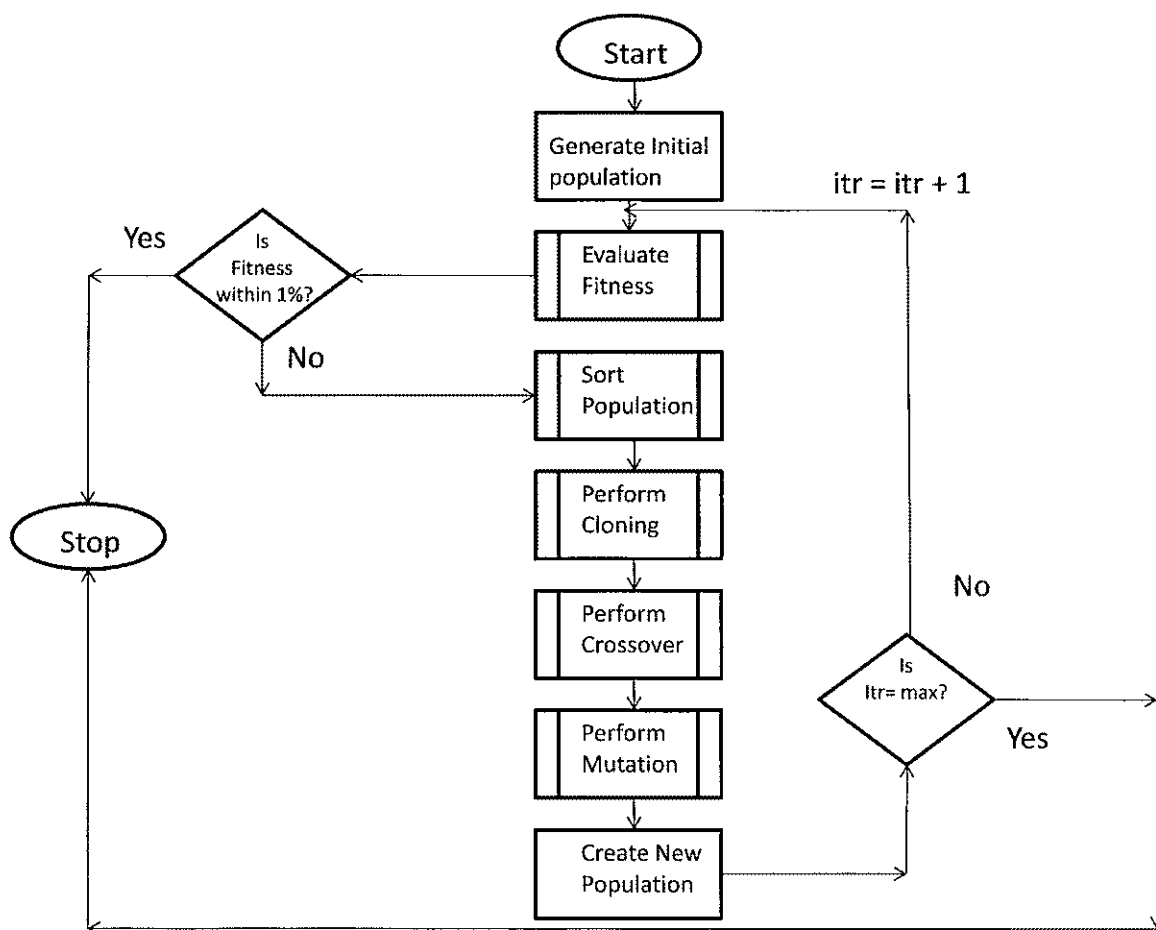 Start
Generate Initial
population
itr = itr + 1
Yes
Is
Fitness
within 1%?
Evaluate
Fitness
No
Sort
Population
Perform
Cloning
Stop
Perform
Crossover
No
Is
Itr= max?
Yes
Perform
Mutation
Create New
Population